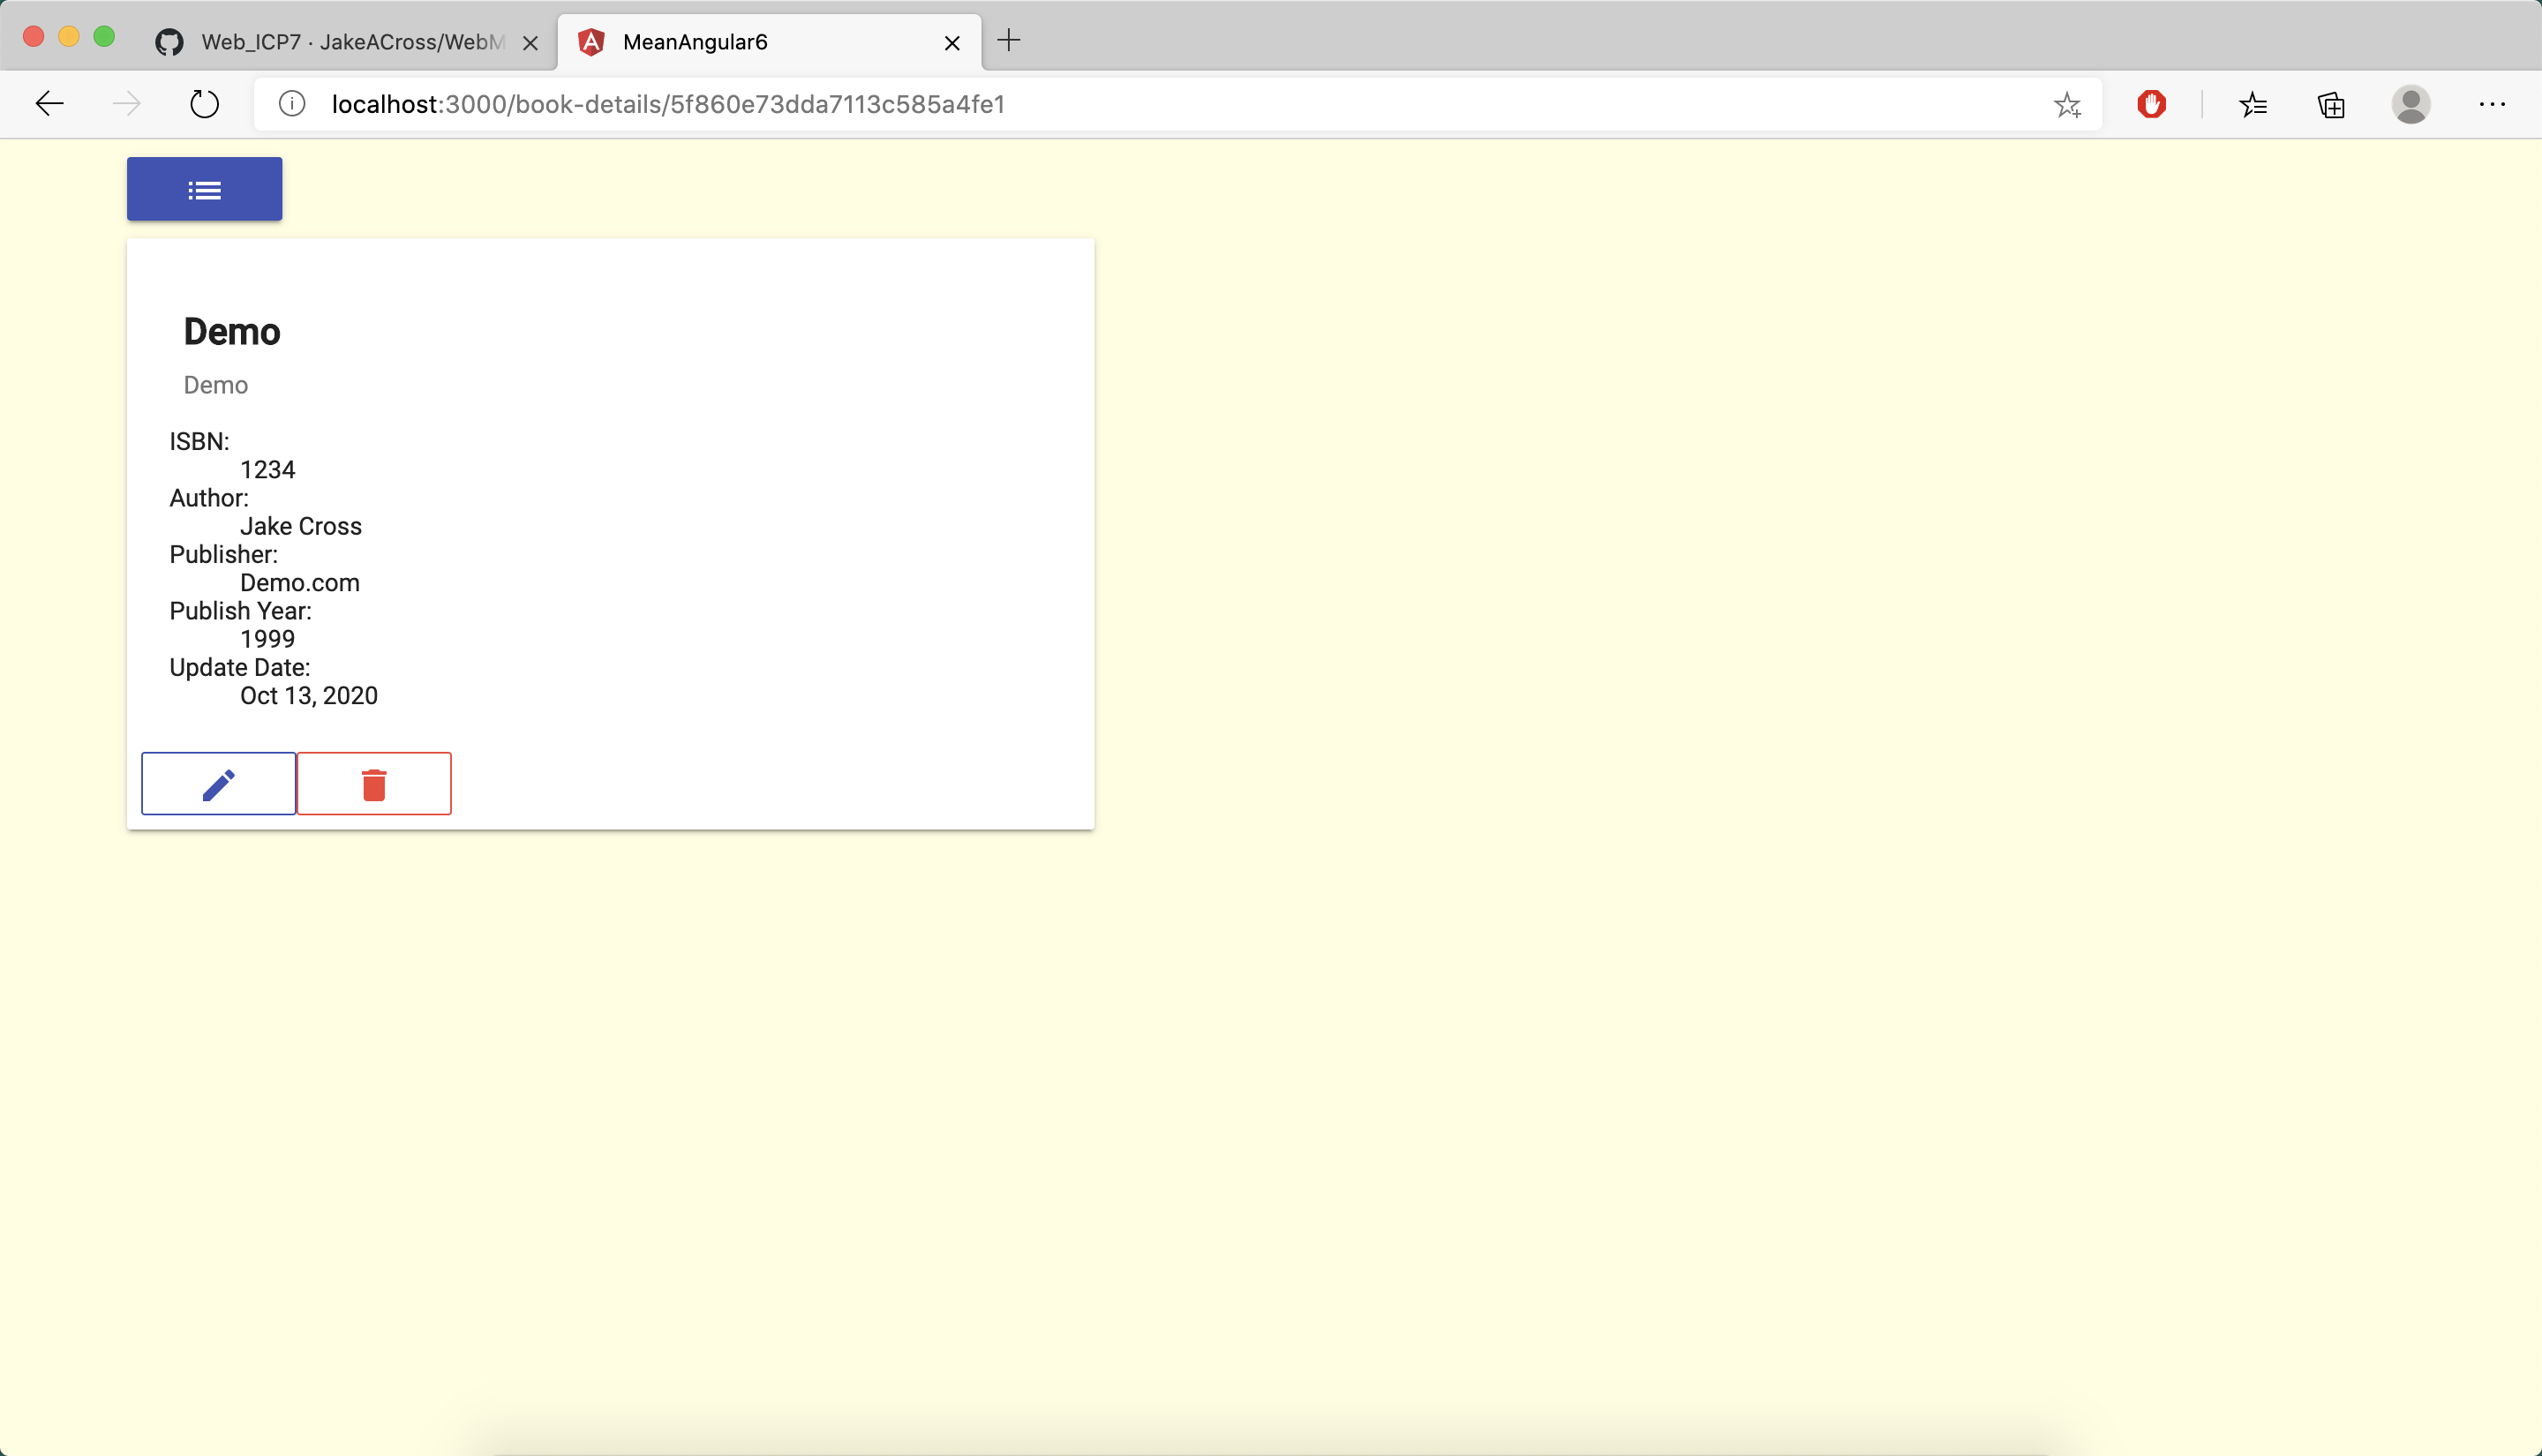 Web_ICP7 · JakeACross/WebM
MeanAngular6
localhost:3000/book-details/5f860e73dda7113c585a4fe1
Demo
Demo
ISBN:
1234
Author:
Jake Cross
Publisher:
Demo.com
Publish Year:
1999
Update Date:
Oct 13, 2020